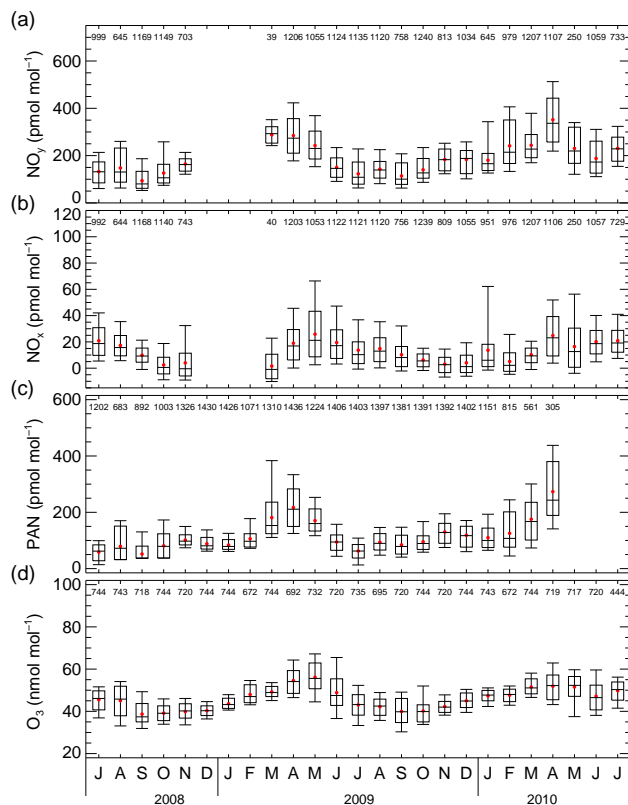 (a)
999 645 1169 1149 703 39 1206 1055 1124 1135 1120 758 1240 813 1034 645 979 1207 1107 250 1059 733
600
400
200
0
NOy (pmol mol−1)
(b)
992 644 1168 1140 743 40 1203 1053 1122 1121 1120 756 1239 809 1055 951 976 1207 1106 250 1057 729
120
100
80
60
40
20
0
NOx (pmol mol−1)
(c)
1202 683 892 1003 1326 1430 1426 1071 1310 1436 1224 1406 1403 1397 1381 1391 1392 1402 1151 815 561 305
600
400
200
0
PAN (pmol mol−1)
(d)
744 743 718 744 720 744 744 672 744 692 732 720 735 695 720 744 720 744 743 672 744 719 717 720 444
100
80
60
40
20
O3 (nmol mol−1)
J A S O N D J F M A M J J A S O N D J F M A M J J
2008 2009 2010